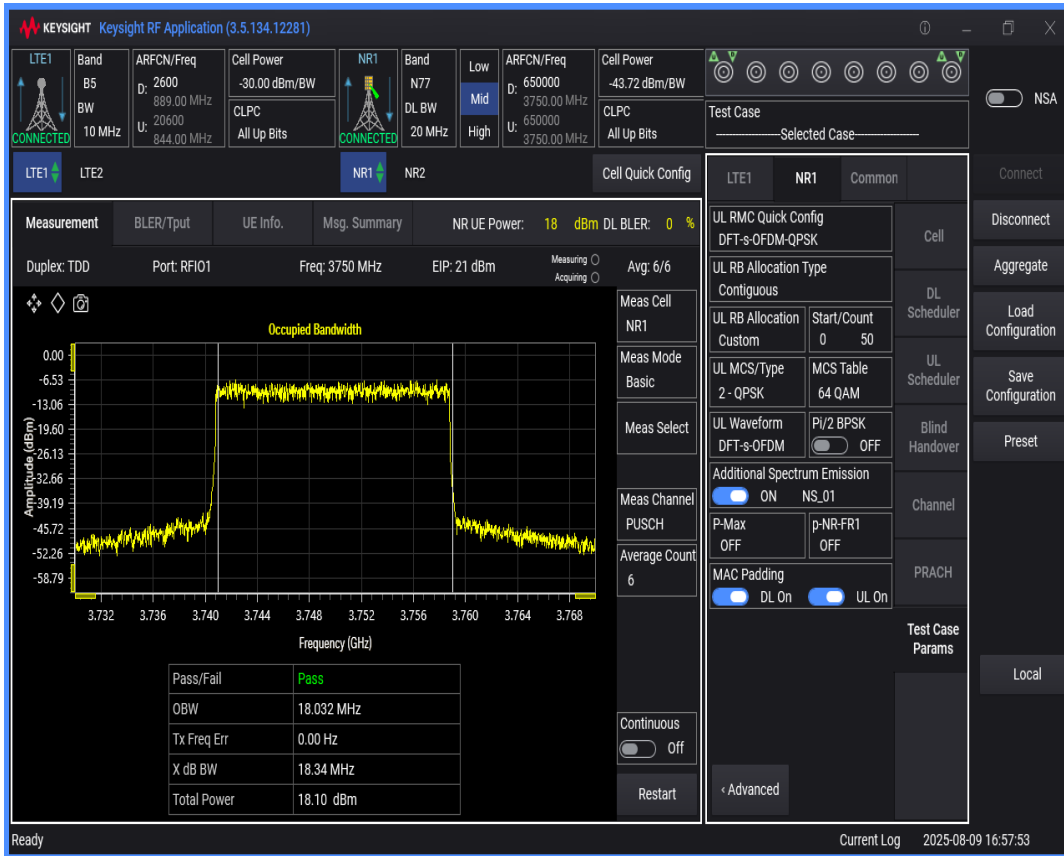 KEYSIGHT Keysight RF Application (3.5.134.12281)
LTE1 Band ARFCN/Freq Cell Power NR1 Band Low ARFCN/Freq Cell Power
B5 D: 2600 -30.00 dBm/BW N77 D: 650000 -43.72 dBm/BW
889.00 MHz Mid 3750.00 MHz
BW U: 20600 CLPC DL BW U: 650000 CLPC
CONNECTED 10 MHz 844.00 MHz All Up Bits CONNECTED 20 MHz High 3750.00 MHz All Up Bits
Test Case
--------------------Selected Case--------------------
NSA
LTE1 LTE2 NR1 NR2 Cell Quick Config
Measurement BLER/Tput UE Info. Msg. Summary NR UE Power: 18 dBm DL BLER: 0 %
Duplex: TDD Port: RFIO1 Freq: 3750 MHz EIP: 21 dBm Measuring Avg: 6/6
Acquiring
Occupied Bandwidth
Amplitude (dBm)
0.00
-6.53
-13.06
-19.60
-26.13
-32.66
-39.19
-45.72
-52.26
-58.79
3.732 3.736 3.740 3.744 3.748 3.752 3.756 3.760 3.764 3.768
Frequency (GHz)
Pass/Fail Pass
OBW 18.032 MHz
Tx Freq Err 0.00 Hz
X dB BW 18.34 MHz
Total Power 18.10 dBm
Meas Cell
NR1
Meas Mode
Basic
Meas Select
Meas Channel
PUSCH
Average Count
6
Continuous
Off
Restart
LTE1 NR1 Common
UL RMC Quick Config
DFT-s-OFDM-QPSK
UL RB Allocation Type
Contiguous
UL RB Allocation Start/Count
Custom 0 50
UL MCS/Type MCS Table
2 - QPSK 64 QAM
UL Waveform Pi/2 BPSK
DFT-s-OFDM OFF
Additional Spectrum Emission
ON NS_01
P-Max p-NR-FR1
OFF OFF
MAC Padding
DL On UL On
‹ Advanced
Cell
DL
Scheduler
UL
Scheduler
Blind
Handover
Channel
PRACH
Test Case
Params
Connect
Disconnect
Aggregate
Load
Configuration
Save
Configuration
Preset
Local
Ready Current Log 2025-08-09 16:57:53